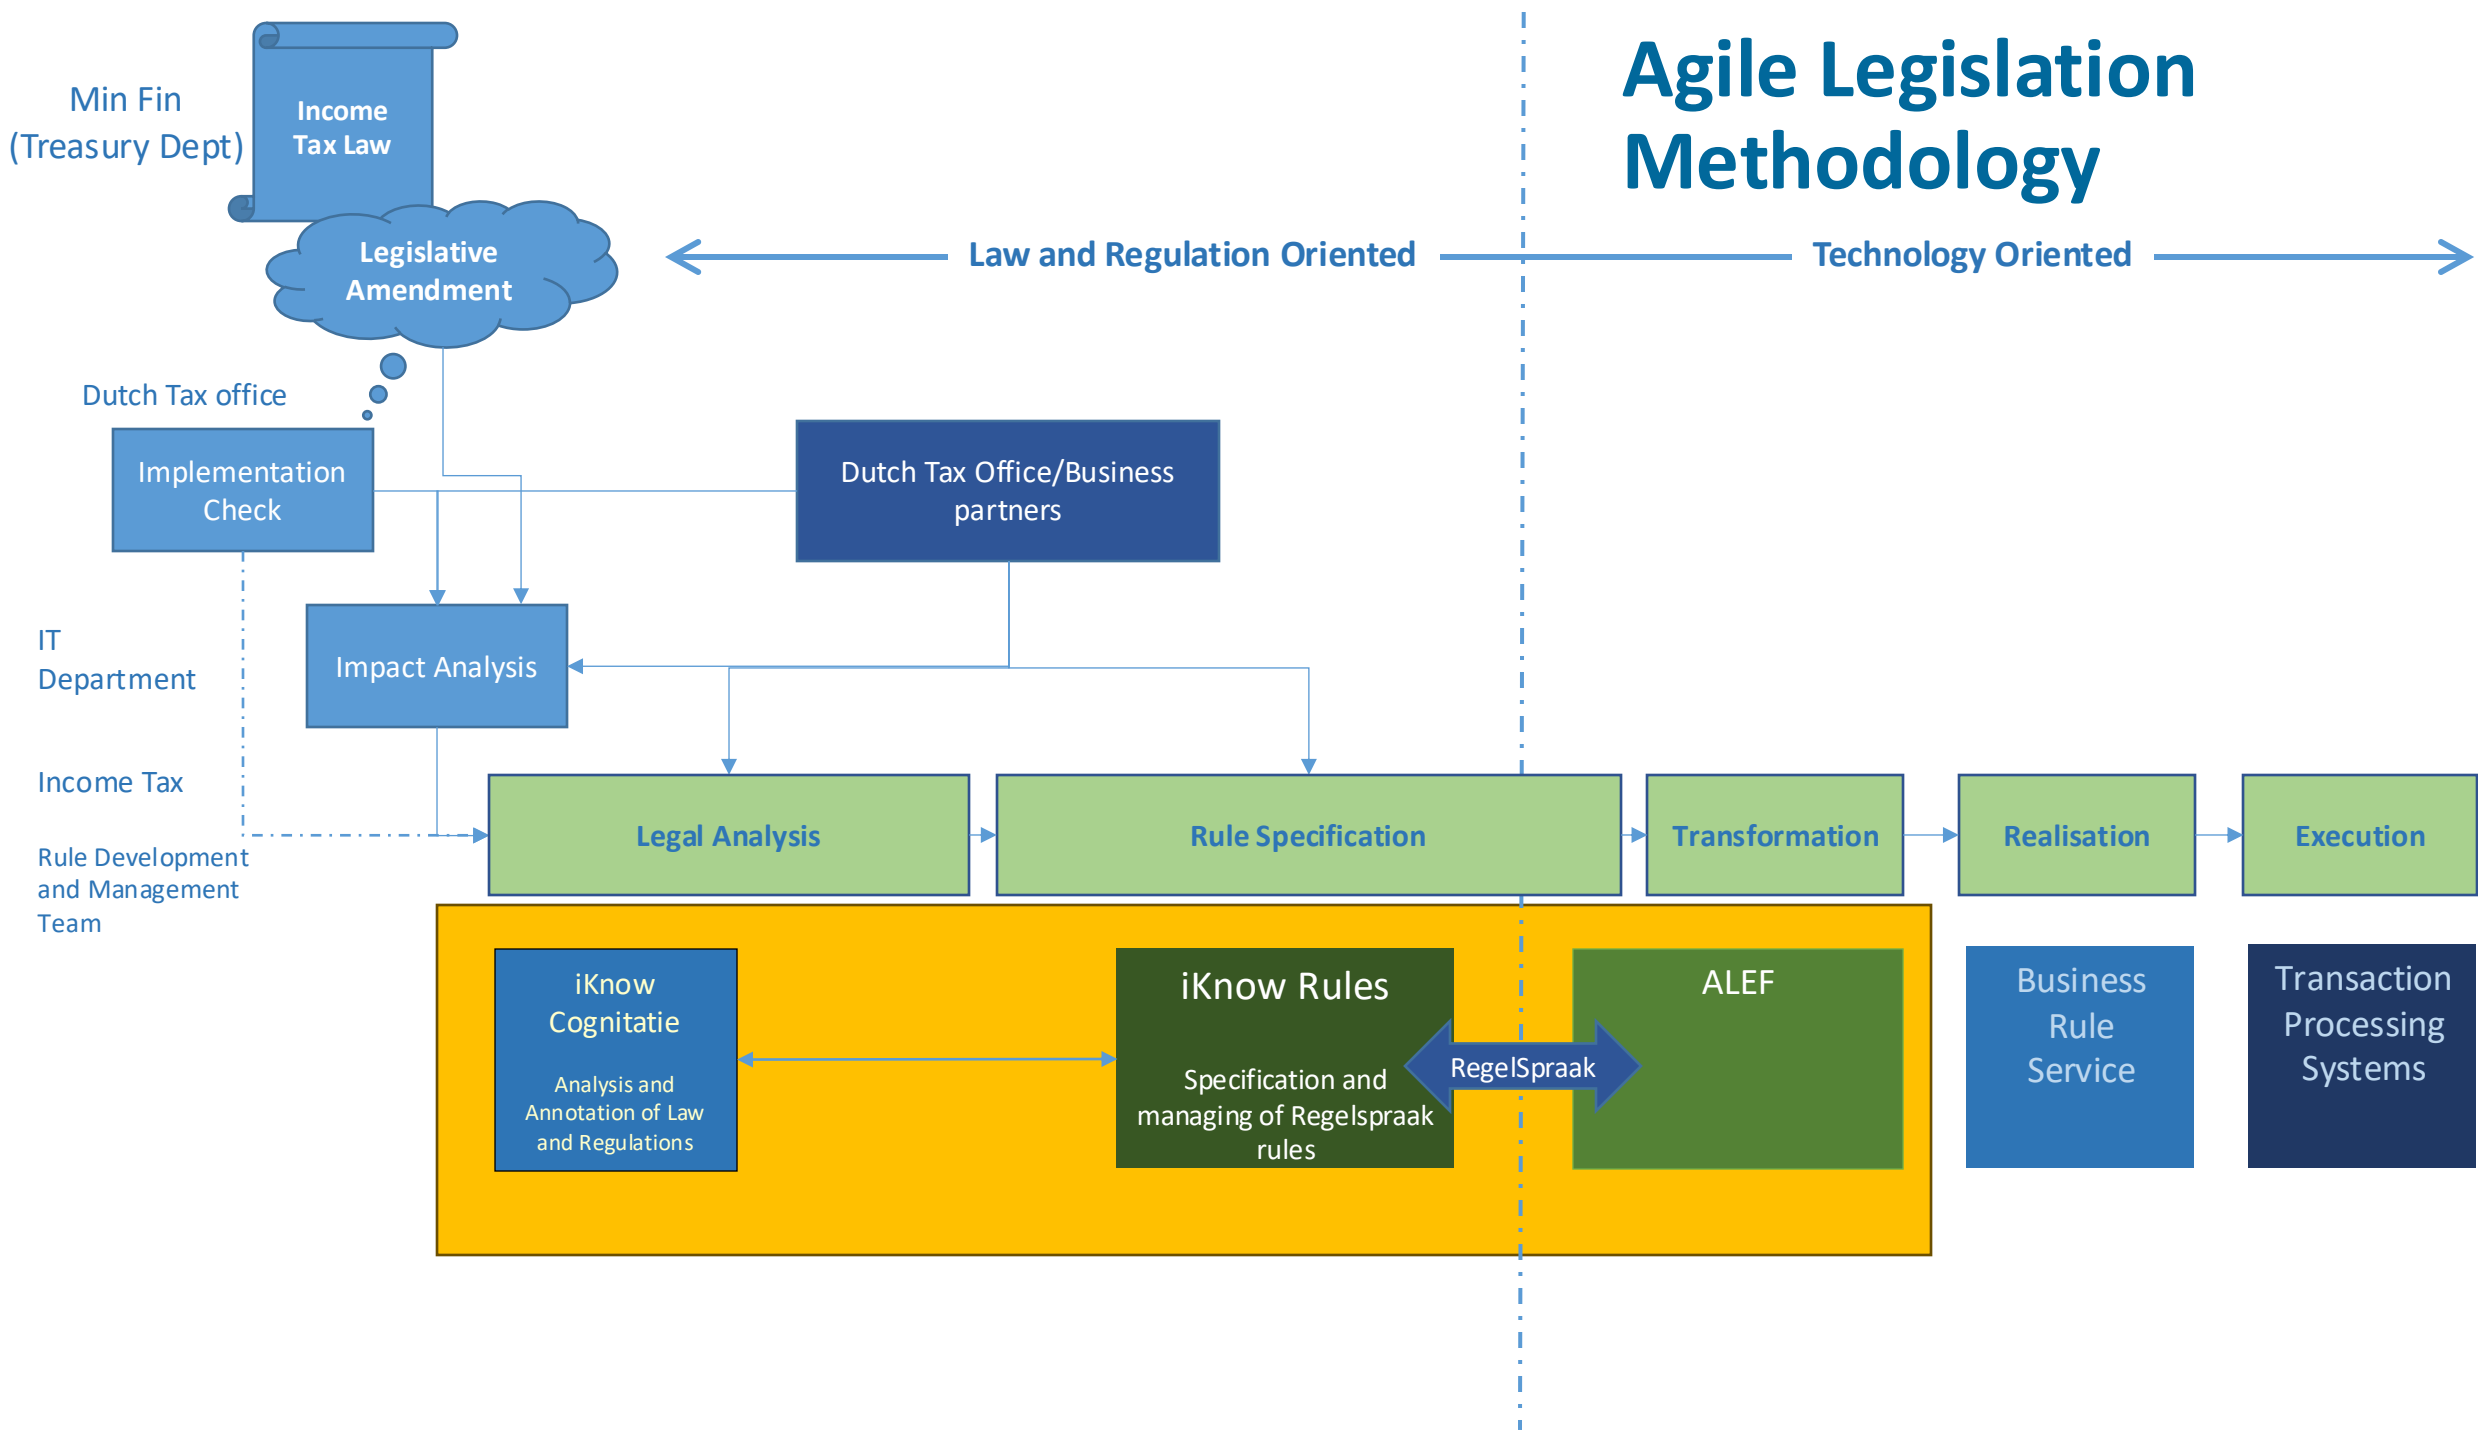 Agile Legislation
Methodology
Min Fin
(Treasury Dept)
Income
Tax Law
Legislative
Amendment
Law and Regulation Oriented
Technology Oriented
Dutch Tax office
Implementation
Check
Dutch Tax Office/Business
partners
IT
Department
Impact Analysis
Income Tax
Rule Development
and Management
Team
Legal Analysis
Rule Specification
Transformation
Realisation
Execution
iKnow
Cognitatie
Analysis and
Annotation of Law
and Regulations
iKnow Rules
Specification and
managing of Regelspraak
rules
RegelSpraak
ALEF
Business
Rule
Service
Transaction
Processing
Systems